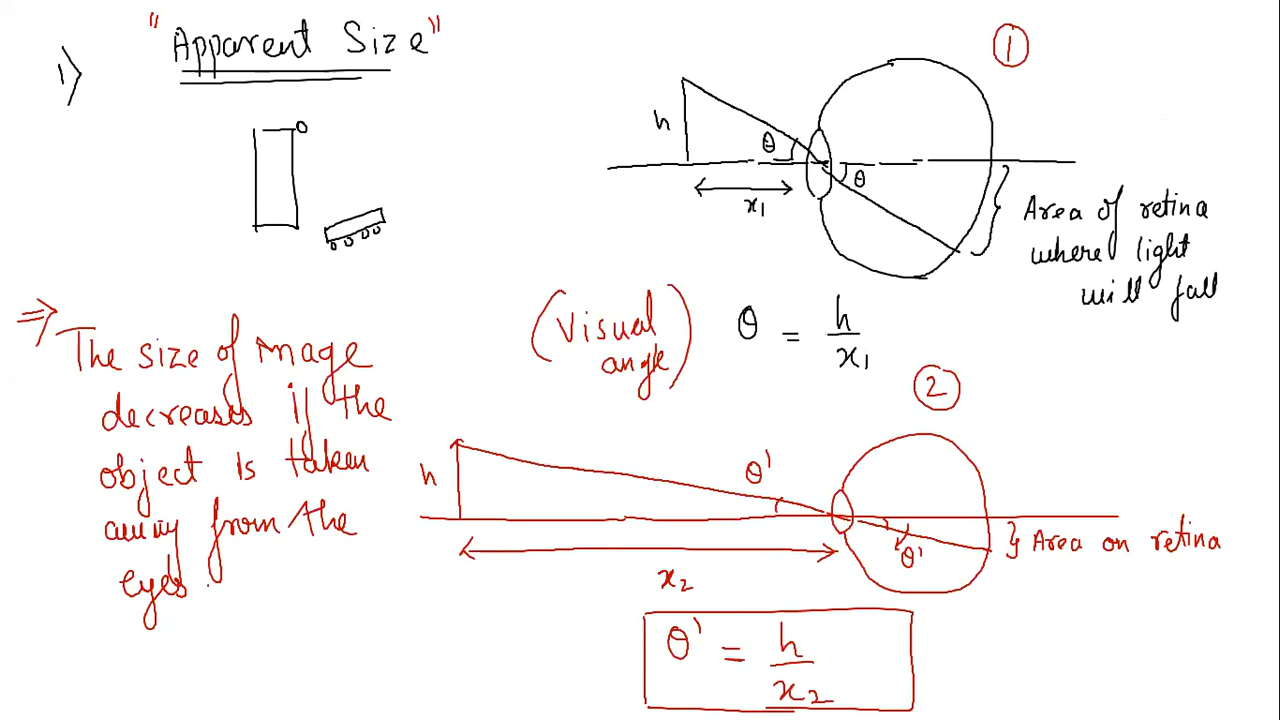 1)
"Apparent Size"
①
h
θ
θ
x₁
Area of retina
where light
will fall
⇒
The size of image
decreases if the
object is taken
away from the
eyes.
(Visual
angle)
θ = h/x₁
②
h
θ'
θ'
Area on retina
x₂
θ' = h/x₂